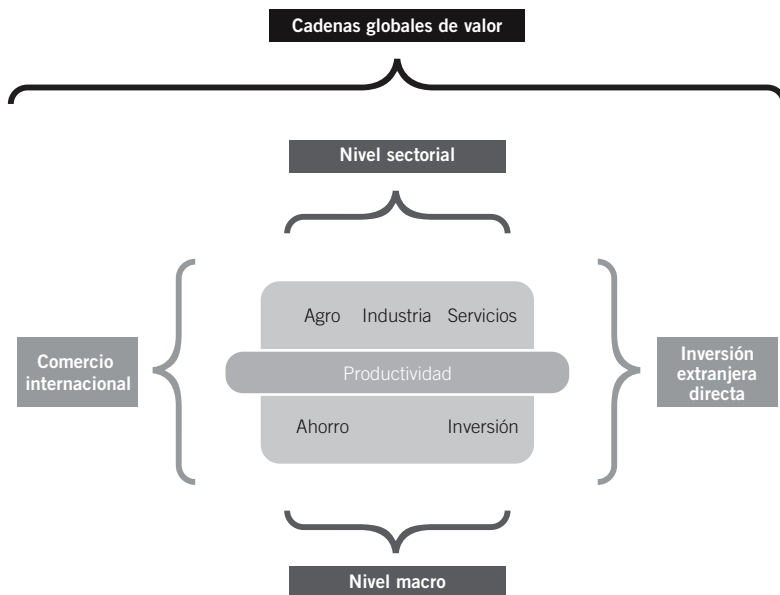 Cadenas globales de valor
Nivel sectorial
Agro Industria Servicios
Comercio
internacional
Productividad
Inversión
extranjera
directa
Ahorro Inversión
Nivel macro